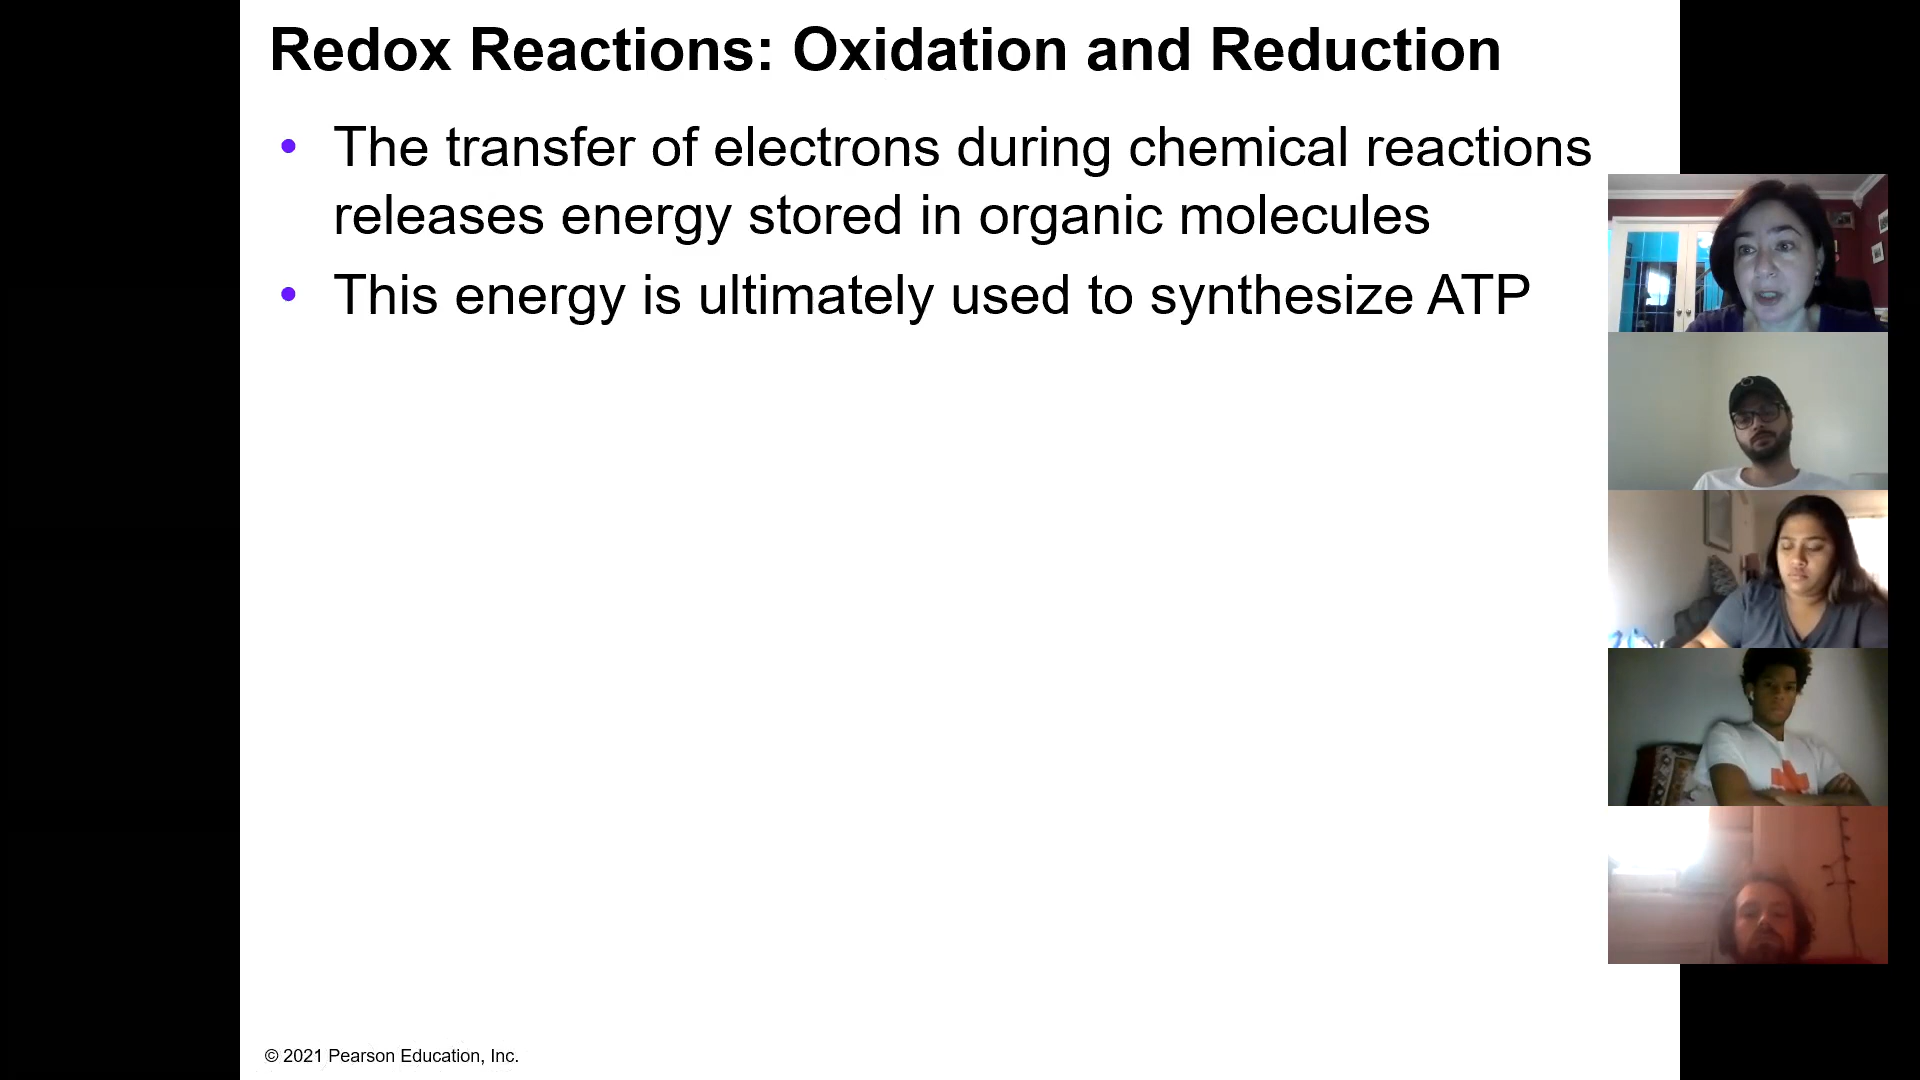 Redox Reactions: Oxidation and Reduction
• The transfer of electrons during chemical reactions
releases energy stored in organic molecules
• This energy is ultimately used to synthesize ATP
© 2021 Pearson Education, Inc.